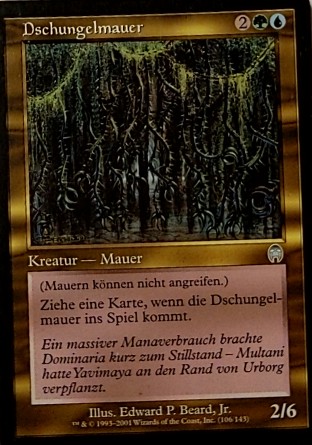 Dschungelmauer 2
Kreatur — Mauer
(Mauern können nicht angreifen.)
Ziehe eine Karte, wenn die Dschungel-
mauer ins Spiel kommt.
Ein massiver Manaverbrauch brachte
Dominaria kurz zum Stillstand – Multani
hatte Yavimaya an den Rand von Urborg
verpflanzt.
2/6
Illus. Edward P. Beard, Jr.
™ & © 1993-2001 Wizards of the Coast, Inc. (106/143)